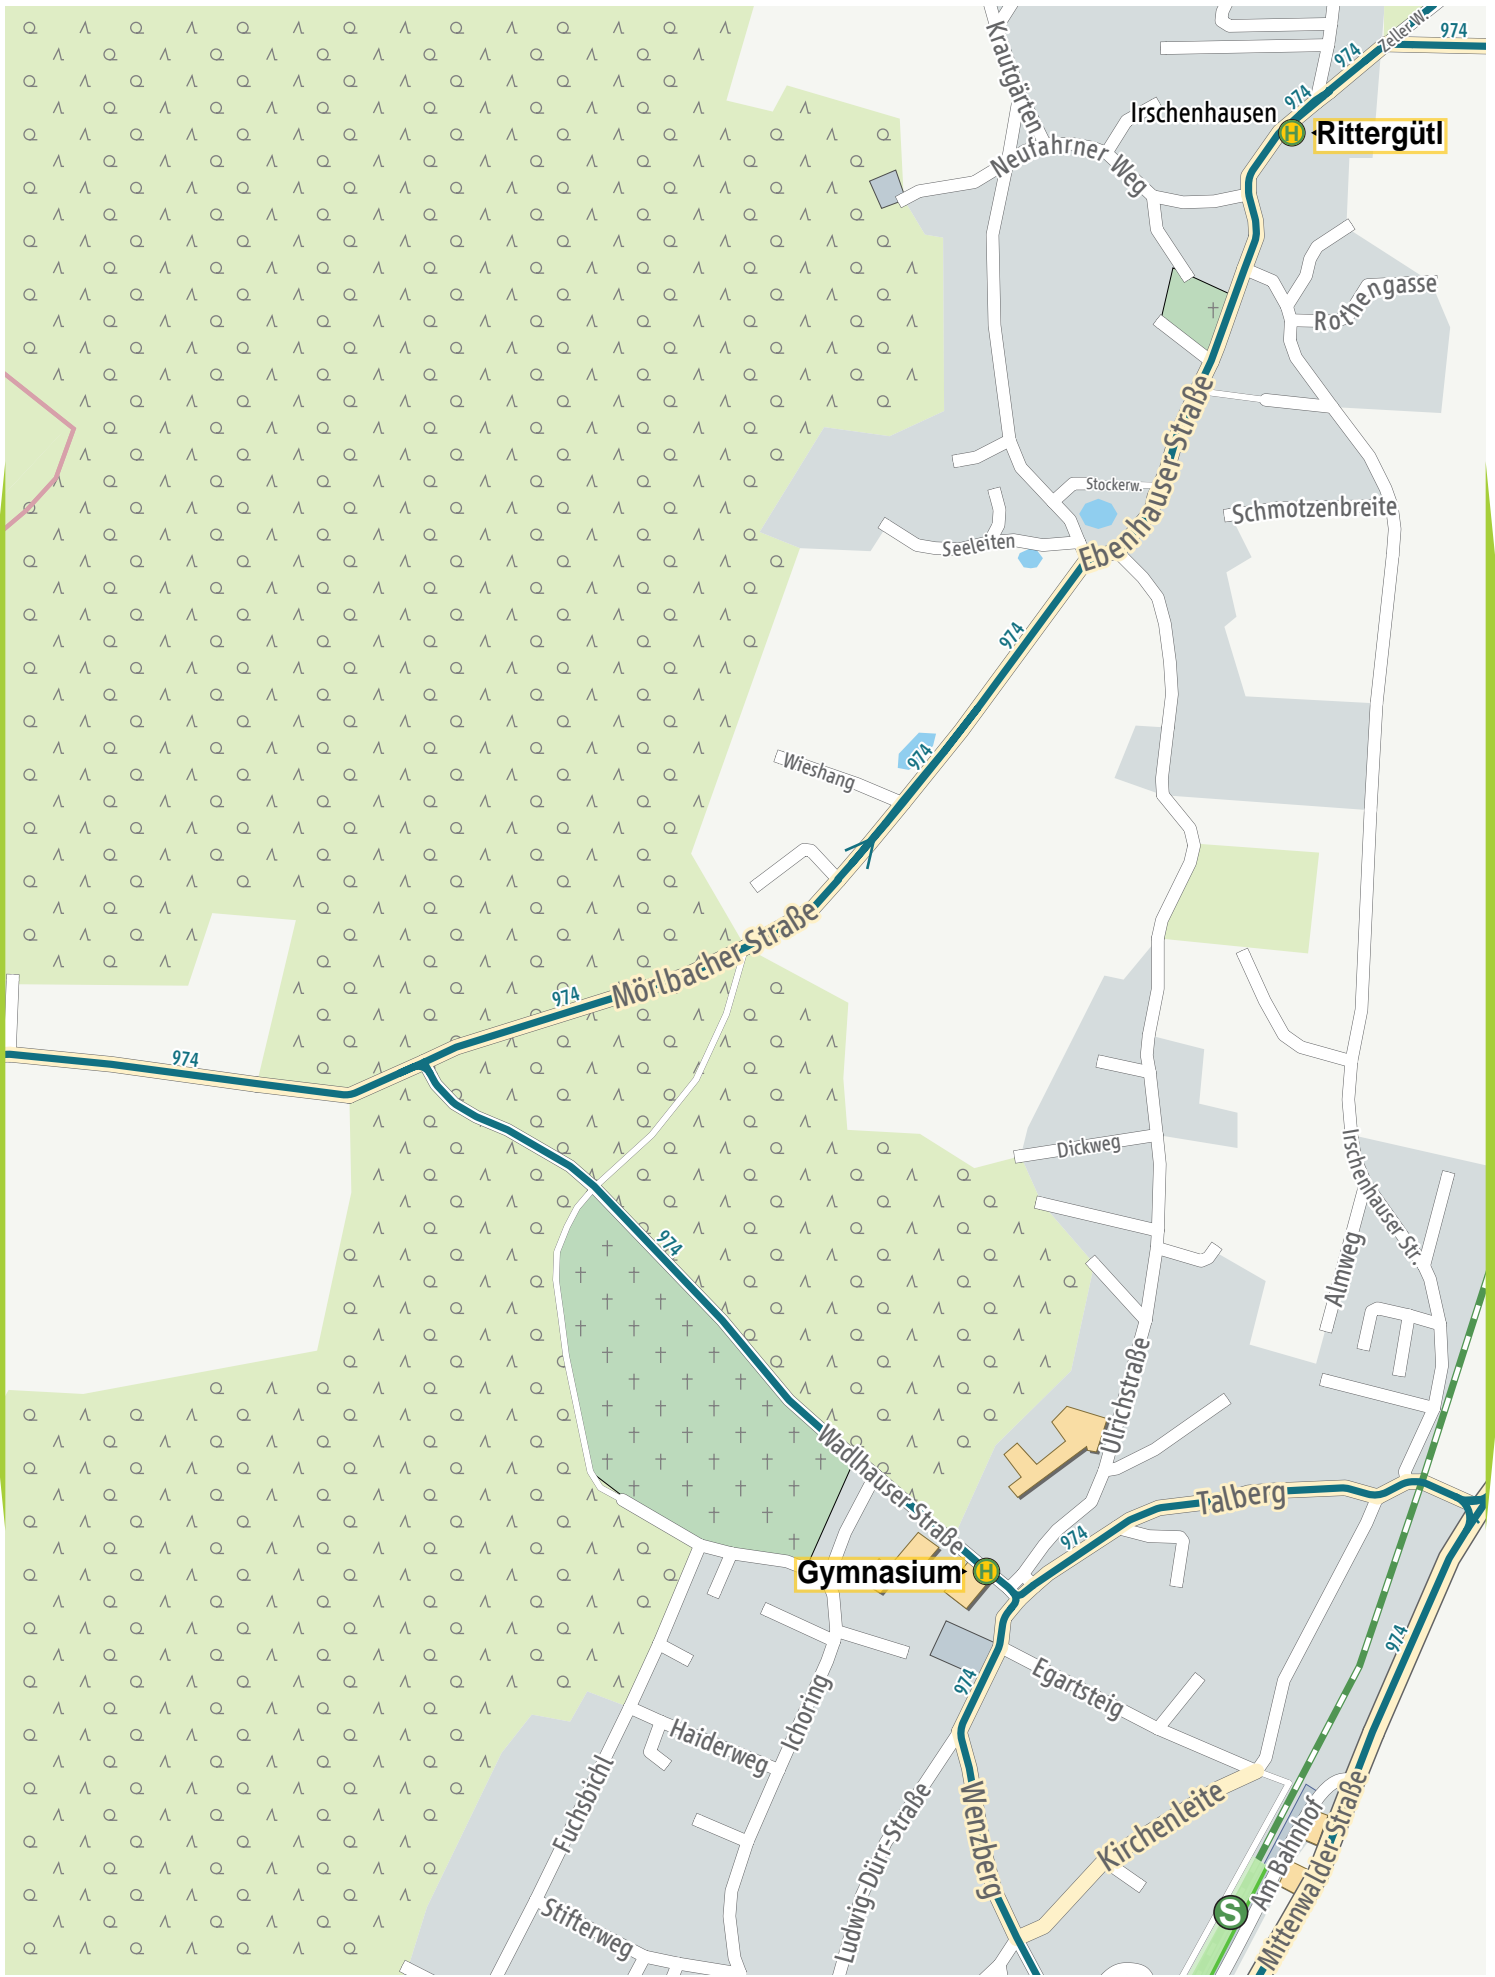 974
Zeller W.
974
974
Krautgärten
Irschenhausen
H
Rittergütl
Neufahrner Weg
Rothengasse
Ebenhauser Straße
Stockerw.
Schmotzenbreite
Seeleiten
974
974
Wieshang
Mörlbacher Straße
974
974
Dickweg
Irschenhauser Str.
974
Almweg
Ulrichstraße
Wadlhauser Straße
Talberg
974
Gymnasium
H
974
974
Egartsteig
Ichoring
Haiderweg
Fuchsbichl
Wenzberg
Kirchenleite
Ludwig-Dürr-Straße
Am Bahnhof
Mittenwalder Straße
S
Stifterweg